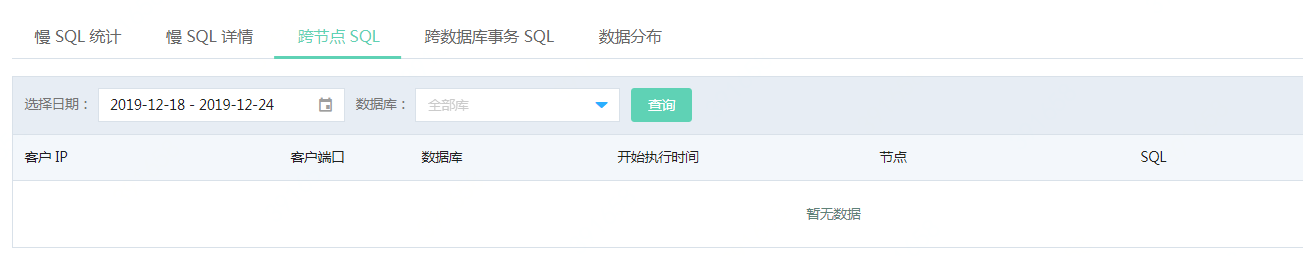 慢 SQL 统计 慢 SQL 详情 跨节点 SQL 跨数据库事务 SQL 数据分布
选择日期： 2019-12-18 - 2019-12-24 数据库： 全部库 查询
客户 IP 客户端口 数据库 开始执行时间 节点 SQL
暂无数据